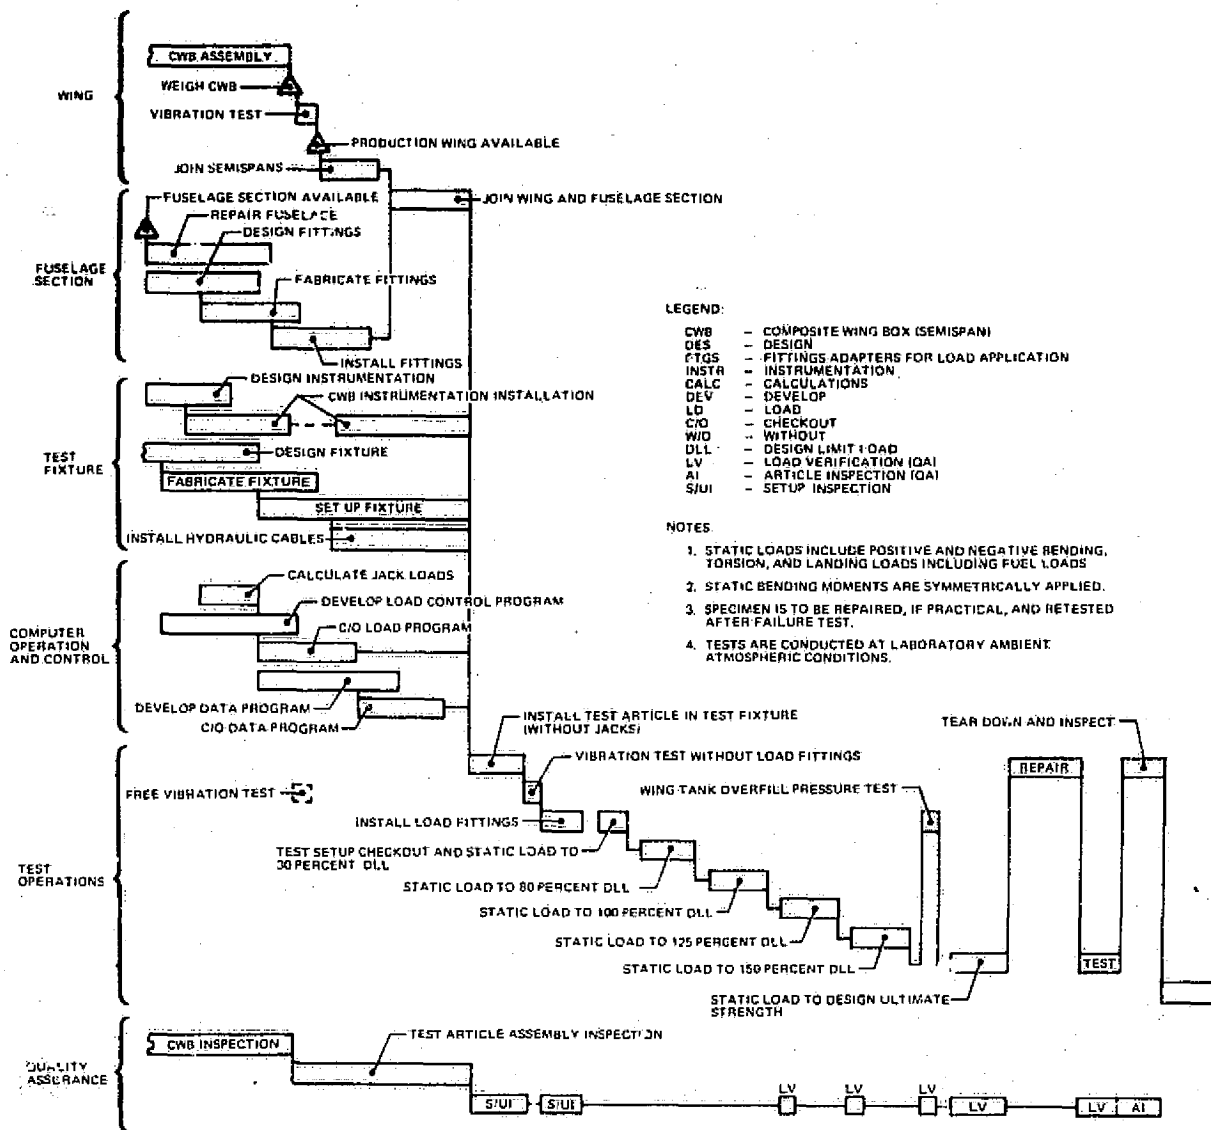 WING
CWB ASSEMBLY
WEIGH CWB
VIBRATION TEST
PRODUCTION WING AVAILABLE
JOIN SEMISPANS
JOIN WING AND FUSELAGE SECTION
FUSELAGE
SECTION
FUSELAGE SECTION AVAILABLE
REPAIR FUSELAGE
DESIGN FITTINGS
FABRICATE FITTINGS
INSTALL FITTINGS
LEGEND:
CWB – COMPOSITE WING BOX (SEMISPAN)
DES – DESIGN
FTGS – FITTINGS ADAPTERS FOR LOAD APPLICATION
INSTR – INSTRUMENTATION
CALC – CALCULATIONS
DEV – DEVELOP
LD – LOAD
C/O – CHECKOUT
W/O – WITHOUT
DLL – DESIGN LIMIT LOAD
LV – LOAD VERIFICATION (QA)
AI – ARTICLE INSPECTION (QA)
S/UI – SETUP INSPECTION
TEST
FIXTURE
DESIGN INSTRUMENTATION
CWB INSTRUMENTATION INSTALLATION
DESIGN FIXTURE
FABRICATE FIXTURE
SET UP FIXTURE
INSTALL HYDRAULIC CABLES
NOTES
1. STATIC LOADS INCLUDE POSITIVE AND NEGATIVE BENDING,
TORSION, AND LANDING LOADS INCLUDING FUEL LOADS
2. STATIC BENDING MOMENTS ARE SYMMETRICALLY APPLIED.
3. SPECIMEN IS TO BE REPAIRED, IF PRACTICAL, AND RETESTED
AFTER FAILURE TEST.
4. TESTS ARE CONDUCTED AT LABORATORY AMBIENT
ATMOSPHERIC CONDITIONS.
COMPUTER
OPERATION
AND CONTROL
CALCULATE JACK LOADS
DEVELOP LOAD CONTROL PROGRAM
C/O LOAD PROGRAM
DEVELOP DATA PROGRAM
C/O DATA PROGRAM
TEST
OPERATIONS
INSTALL TEST ARTICLE IN TEST FIXTURE
(WITHOUT JACKS)
TEAR DOWN AND INSPECT
VIBRATION TEST WITHOUT LOAD FITTINGS
REPAIR
FREE VIBRATION TEST
WING TANK OVERFILL PRESSURE TEST
INSTALL LOAD FITTINGS
TEST SETUP CHECKOUT AND STATIC LOAD TO
30 PERCENT DLL
STATIC LOAD TO 80 PERCENT DLL
STATIC LOAD TO 100 PERCENT DLL
STATIC LOAD TO 125 PERCENT DLL
STATIC LOAD TO 150 PERCENT DLL
TEST
STATIC LOAD TO DESIGN ULTIMATE
STRENGTH
QUALITY
ASSERANCE
CWB INSPECTION
TEST ARTICLE ASSEMBLY INSPECTION
S/UI
S/UI
LV
LV
LV
LV
LV
AI